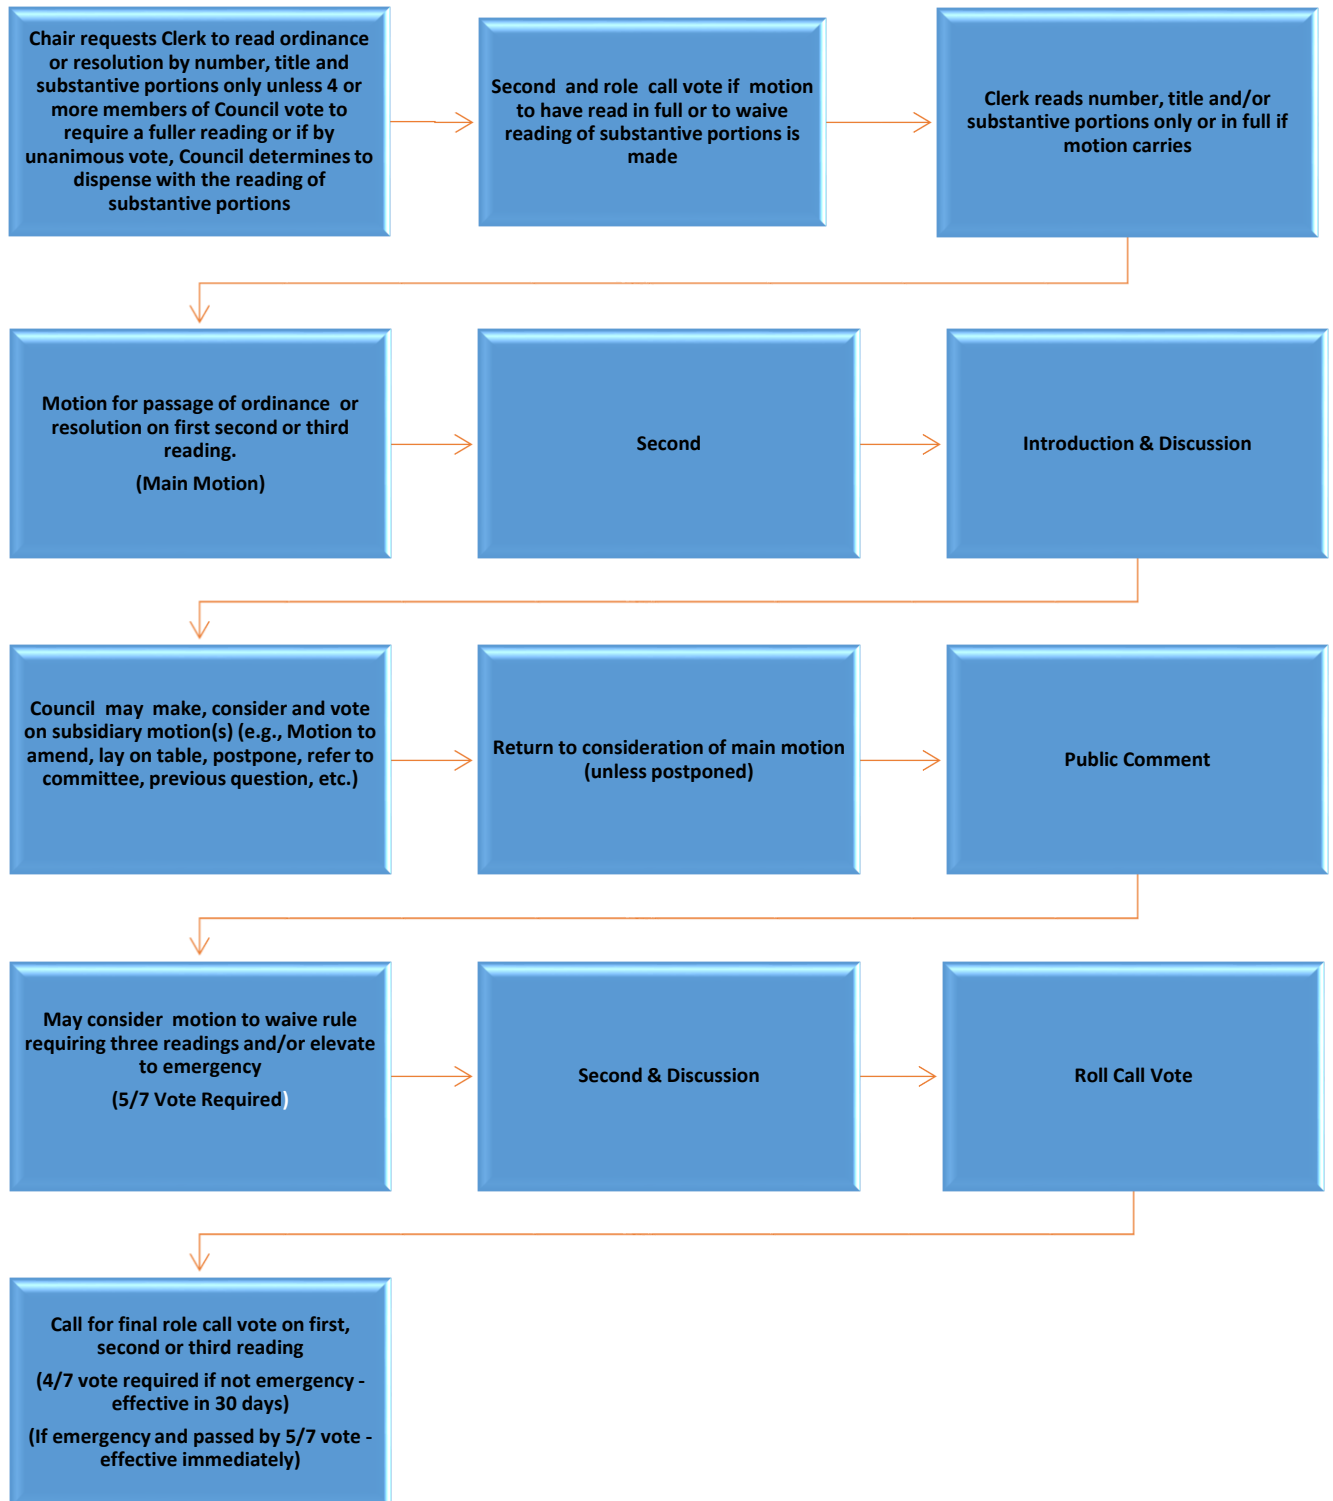 Chair requests Clerk to read ordinance
or resolution by number, title and
substantive portions only unless 4 or
more members of Council vote to
require a fuller reading or if by
unanimous vote, Council determines to
dispense with the reading of
substantive portions
Second and role call vote if motion
to have read in full or to waive
reading of substantive portions is
made
Clerk reads number, title and/or
substantive portions only or in full if
motion carries
Motion for passage of ordinance or
resolution on first second or third
reading.
(Main Motion)
Second
Introduction & Discussion
Council may make, consider and vote
on subsidiary motion(s) (e.g., Motion to
amend, lay on table, postpone, refer to
committee, previous question, etc.)
Return to consideration of main motion
(unless postponed)
Public Comment
May consider motion to waive rule
requiring three readings and/or elevate
to emergency
(5/7 Vote Required)
Second & Discussion
Roll Call Vote
Call for final role call vote on first,
second or third reading
(4/7 vote required if not emergency -
effective in 30 days)
(If emergency and passed by 5/7 vote -
effective immediately)